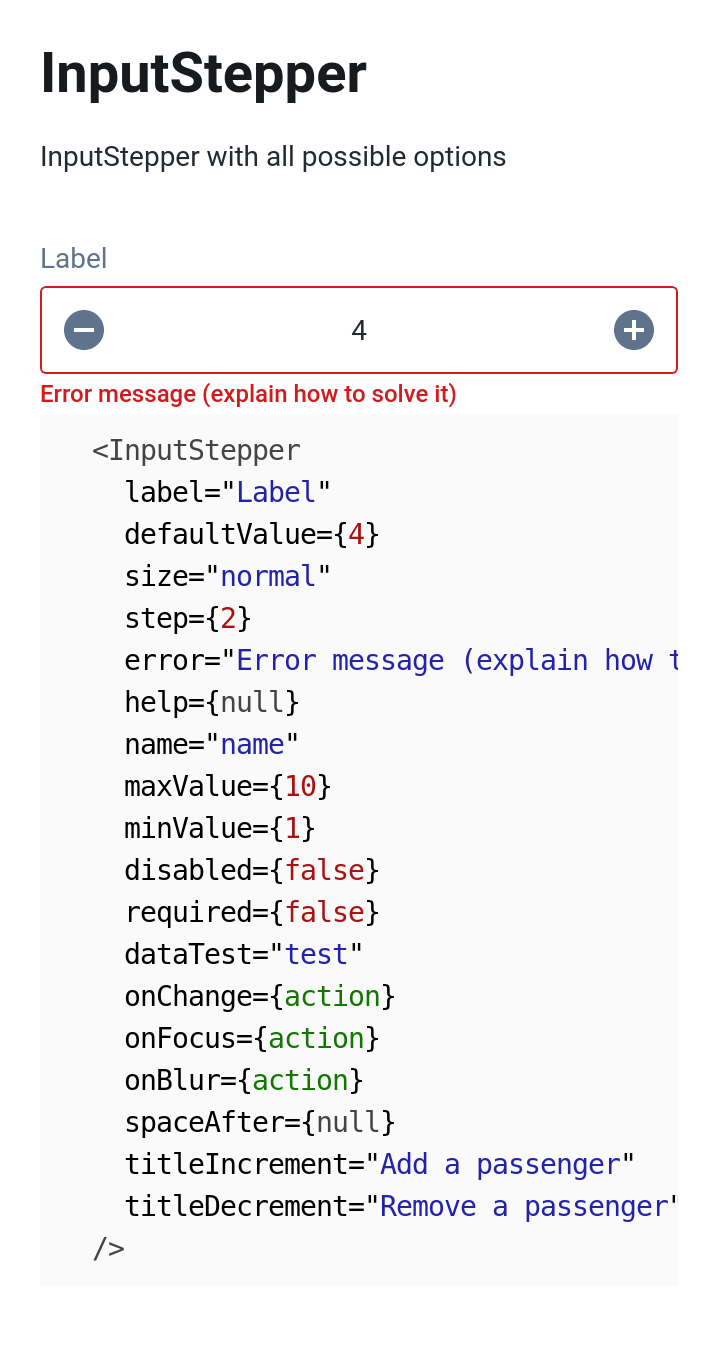 InputStepper
InputStepper with all possible options
Label
4
Error message (explain how to solve it)
<InputStepper
label="Label"
defaultValue={4}
size="normal"
step={2}
error="Error message (explain how t
help={null}
name="name"
maxValue={10}
minValue={1}
disabled={false}
required={false}
dataTest="test"
onChange={action}
onFocus={action}
onBlur={action}
spaceAfter={null}
titleIncrement="Add a passenger"
titleDecrement="Remove a passenger"
/>